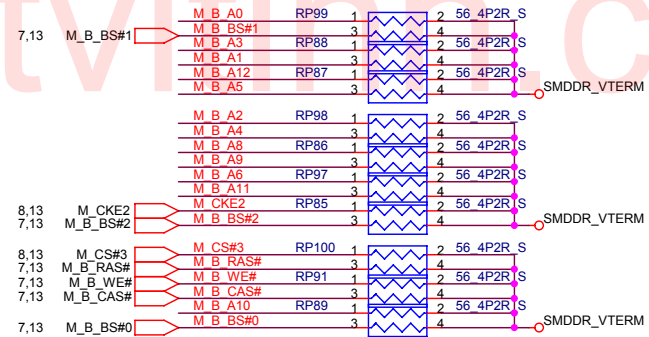 M_B_A0 RP99 1 2 56_4P2R_S
7,13 M_B_BS#1 M_B_BS#1 3 4
M_B_A3 RP88 1 2 56_4P2R_S
M_B_A1 3 4
M_B_A12 RP87 1 2 56_4P2R_S
M_B_A5 3 4 SMDDR_VTERM
M_B_A2 RP98 1 2 56_4P2R_S
M_B_A4 3 4
M_B_A8 RP86 1 2 56_4P2R_S
M_B_A9 3 4
M_B_A6 RP97 1 2 56_4P2R_S
M_B_A11 3 4
8,13 M_CKE2 M_CKE2 RP85 1 2 56_4P2R_S
7,13 M_B_BS#2 M_B_BS#2 3 4 SMDDR_VTERM
8,13 M_CS#3 M_CS#3 RP100 1 2 56_4P2R_S
7,13 M_B_RAS# M_B_RAS# 3 4
7,13 M_B_WE# M_B_WE# RP91 1 2 56_4P2R_S
7,13 M_B_CAS# M_B_CAS# 3 4
M_B_A10 RP89 1 2 56_4P2R_S
7,13 M_B_BS#0 M_B_BS#0 3 4 SMDDR_VTERM